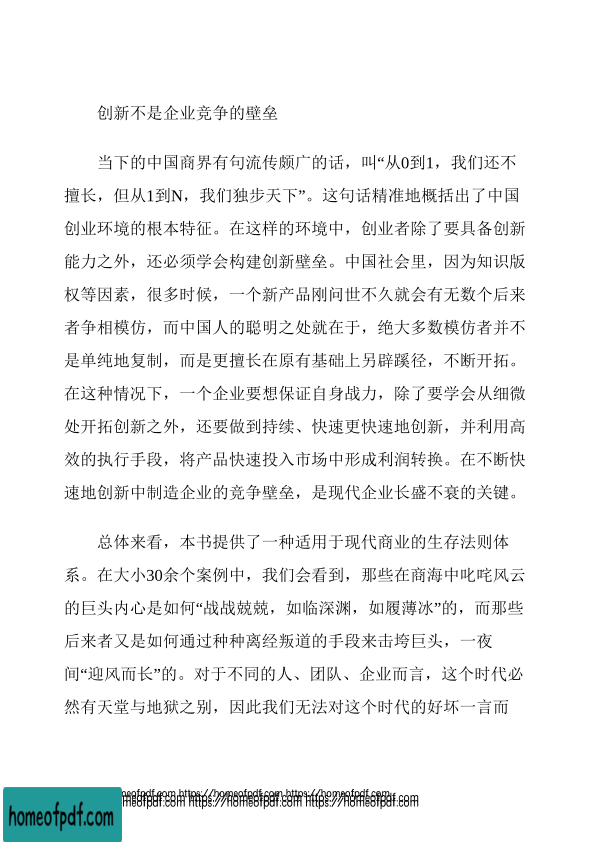 创新不是企业竞争的壁垒
当下的中国商界有句流传颇广的话，叫“从0到1，我们还不
擅长，但从1到N，我们独步天下”。这句话精准地概括出了中国
创业环境的根本特征。在这样的环境中，创业者除了要具备创新
能力之外，还必须学会构建创新壁垒。中国社会里，因为知识版
权等因素，很多时候，一个新产品刚问世不久就会有无数个后来
者争相模仿，而中国人的聪明之处就在于，绝大多数模仿者并不
是单纯地复制，而是更擅长在原有基础上另辟蹊径，不断开拓。
在这种情况下，一个企业要想保证自身战力，除了要学会从细微
处开拓创新之外，还要做到持续、快速更快速地创新，并利用高
效的执行手段，将产品快速投入市场中形成利润转换。在不断快
速地创新中制造企业的竞争壁垒，是现代企业长盛不衰的关键。
总体来看，本书提供了一种适用于现代商业的生存法则体
系。在大小30余个案例中，我们会看到，那些在商海中叱咤风云
的巨头内心是如何“战战兢兢，如临深渊，如履薄冰”的，而那些
后来者又是如何通过种种离经叛道的手段来击垮巨头，一夜
间“迎风而长”的。对于不同的人、团队、企业而言，这个时代必
然有天堂与地狱之别，因此我们无法对这个时代的好坏一言而
homeofpdf.com https://homeofpdf.com https://homeofpdf.com
homeofpdf.com https://homeofpdf.com https://homeofpdf.com
homeofpdf.com